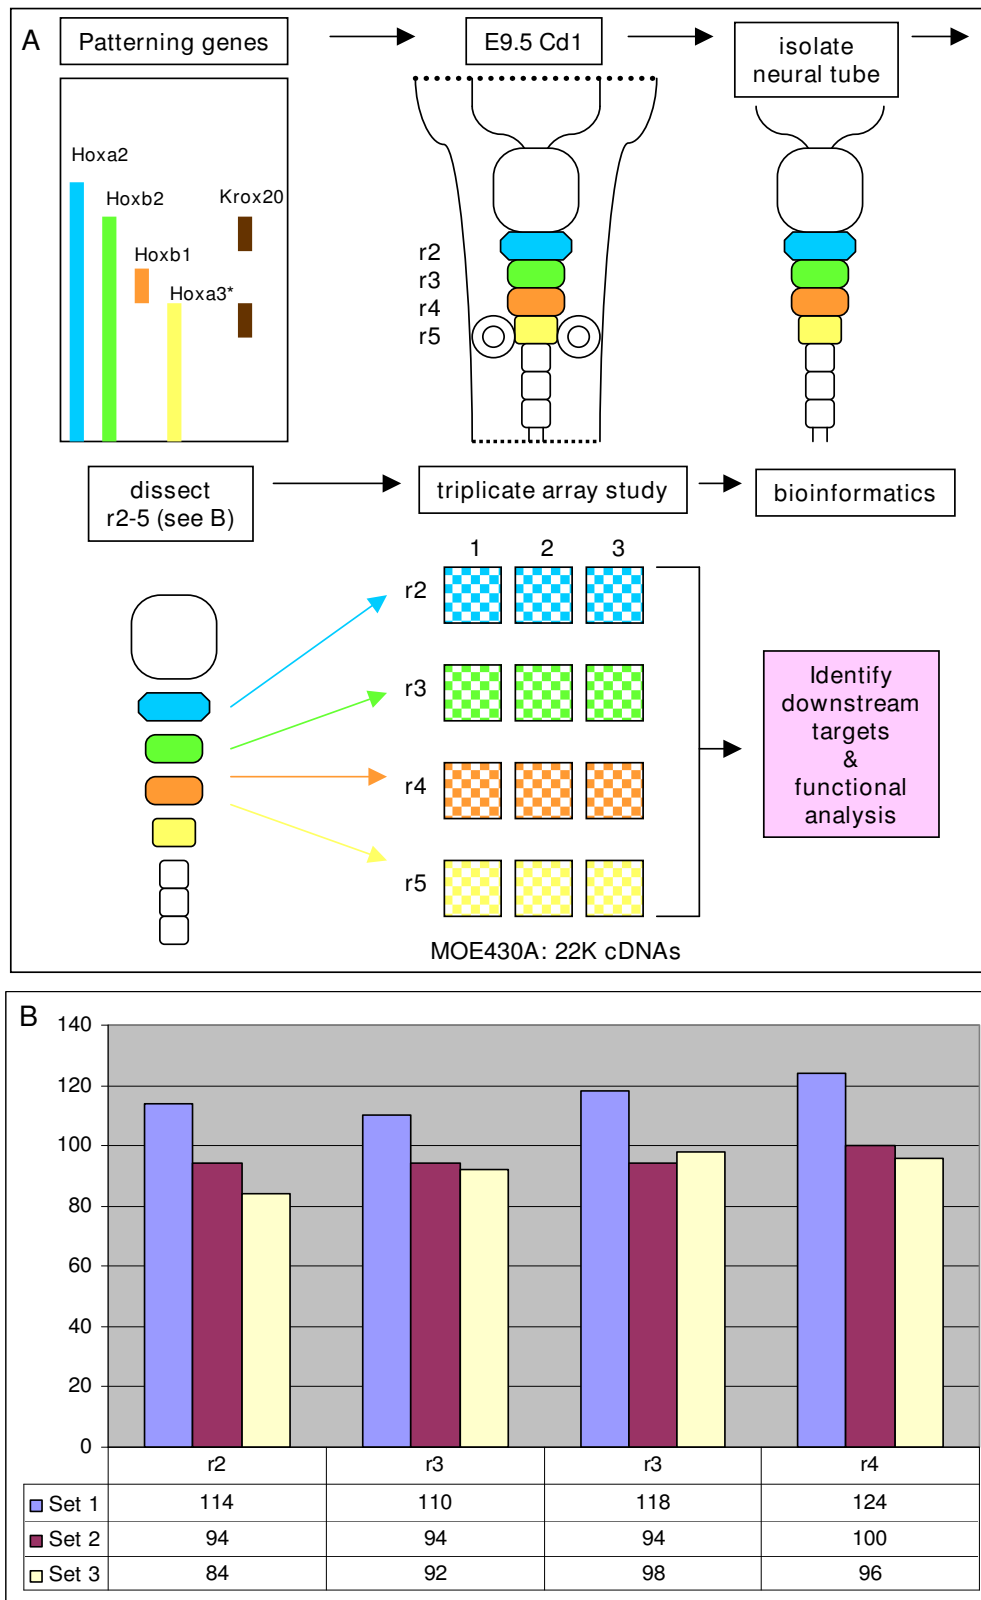 A
Patterning genes
E9.5 Cd1
isolate
neural tube
Hoxa2
Hoxb2
Krox20
Hoxb1
Hoxa3*
r2
r3
r4
r5
dissect
r2-5 (see B)
triplicate array study
bioinformatics
1 2 3
r2
r3
r4
r5
Identify
downstream
targets
&
functional
analysis
MOE430A: 22K cDNAs
B
140
120
100
80
60
40
20
0
r2 r3 r3 r4
Set 1 114 110 118 124
Set 2 94 94 94 100
Set 3 84 92 98 96